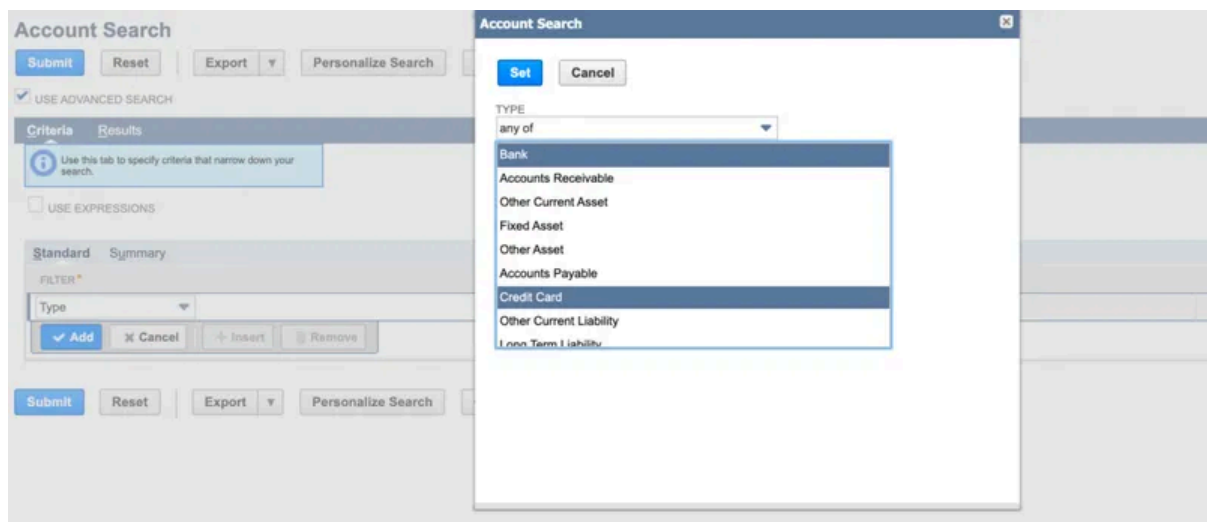 Account Search
Submit Reset Export Personalize Search
USE ADVANCED SEARCH
Criteria Results
Use this tab to specify criteria that narrow down your
search.
USE EXPRESSIONS
Standard Summary
FILTER*
Type
Add Cancel Insert Remove
Submit Reset Export Personalize Search
Account Search
Set Cancel
TYPE
any of
Bank
Accounts Receivable
Other Current Asset
Fixed Asset
Other Asset
Accounts Payable
Credit Card
Other Current Liability
Long Term Liability